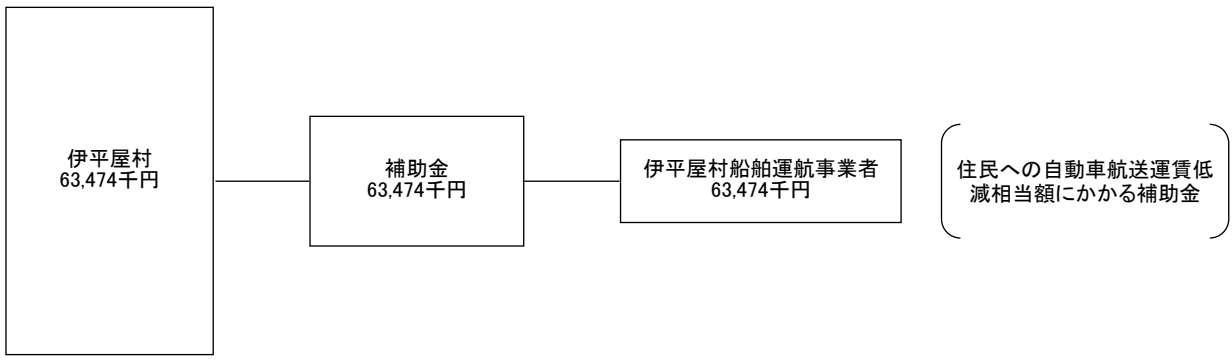 伊平屋村
63,474千円
補助金
63,474千円
伊平屋村船舶運航事業者
63,474千円
住民への自動車航送運賃低
減相当額にかかる補助金